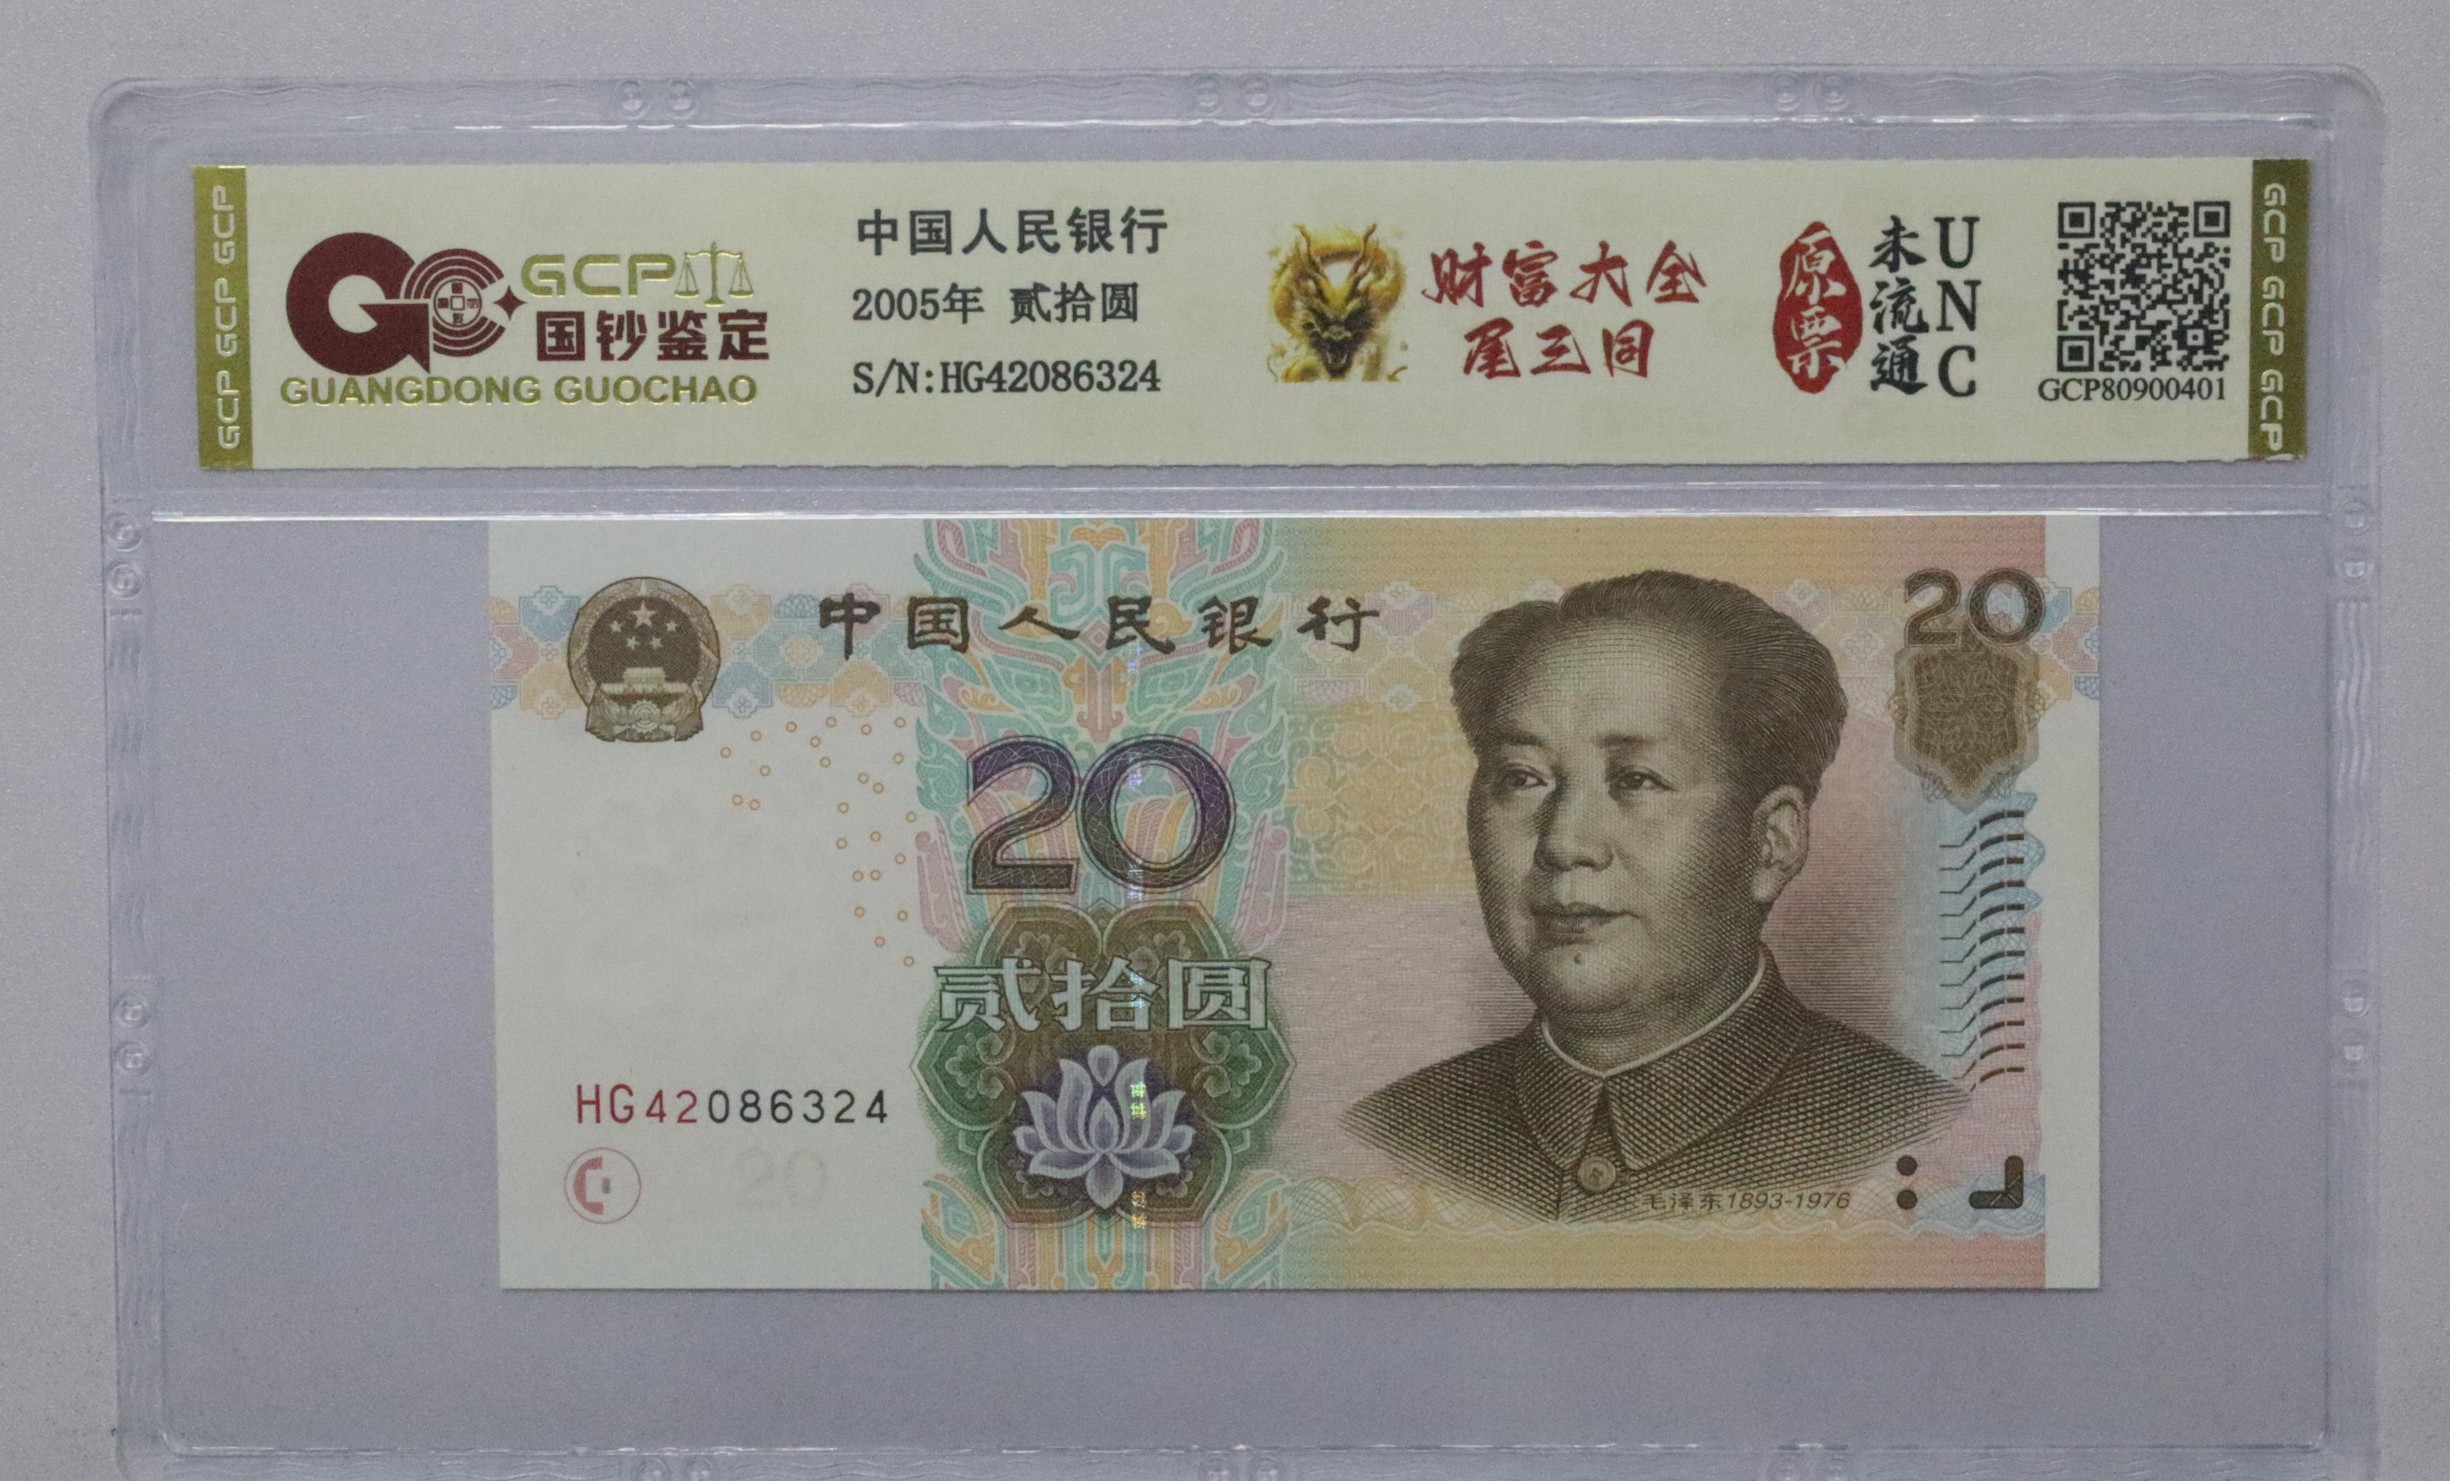 GCP GCP GCP
GCP
国钞鉴定
GUANGDONG GUOCHAO
中国人民银行
2005年 贰拾圆
S/N:HG42086324
财富大全
尾三同
原票
未流通
UNC
GCP80900401
GCP GCP GCP GCP
中国人民银行
20
20
贰拾圆
HG42086324
20
毛泽东1893-1976